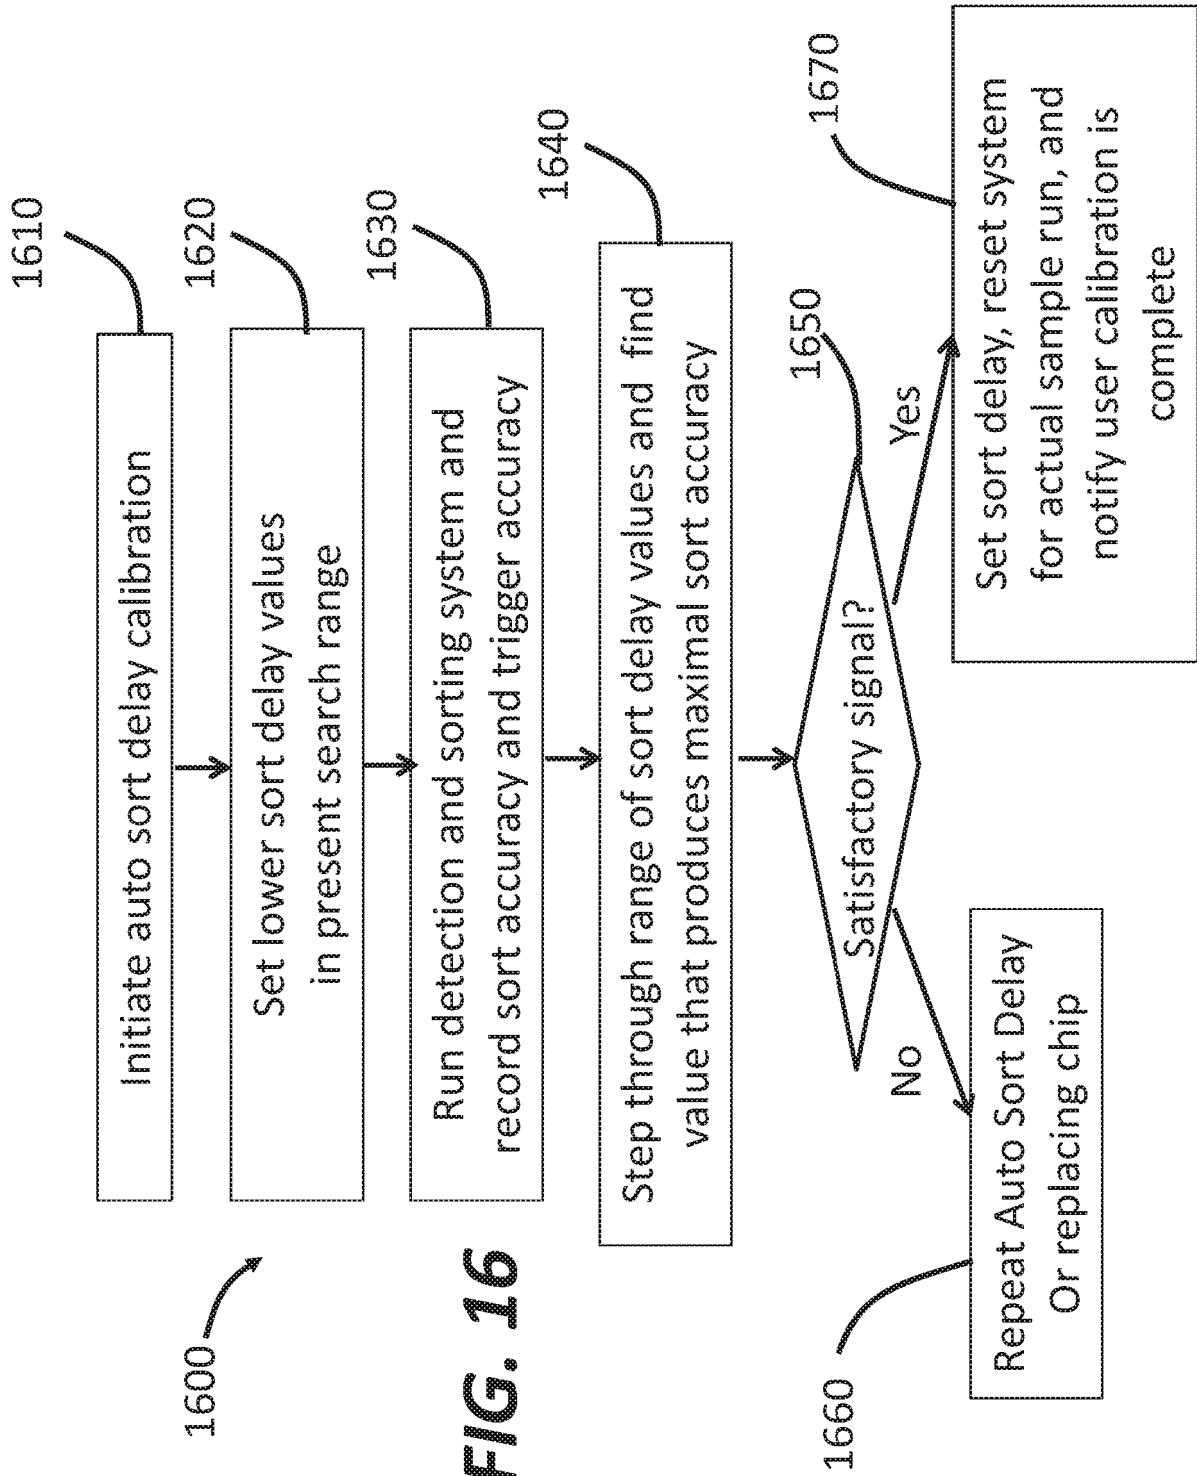 1600
FIG. 16
Initiate auto sort delay calibration
1610
Set lower sort delay values
in present search range
1620
Run detection and sorting system and
record sort accuracy and trigger accuracy
1630
Step through range of sort delay values and find
value that produces maximal sort accuracy
1640
Satisfactory signal?
1650
No
Yes
Repeat Auto Sort Delay
Or replacing chip
1660
Set sort delay, reset system
for actual sample run, and
notify user calibration is
complete
1670